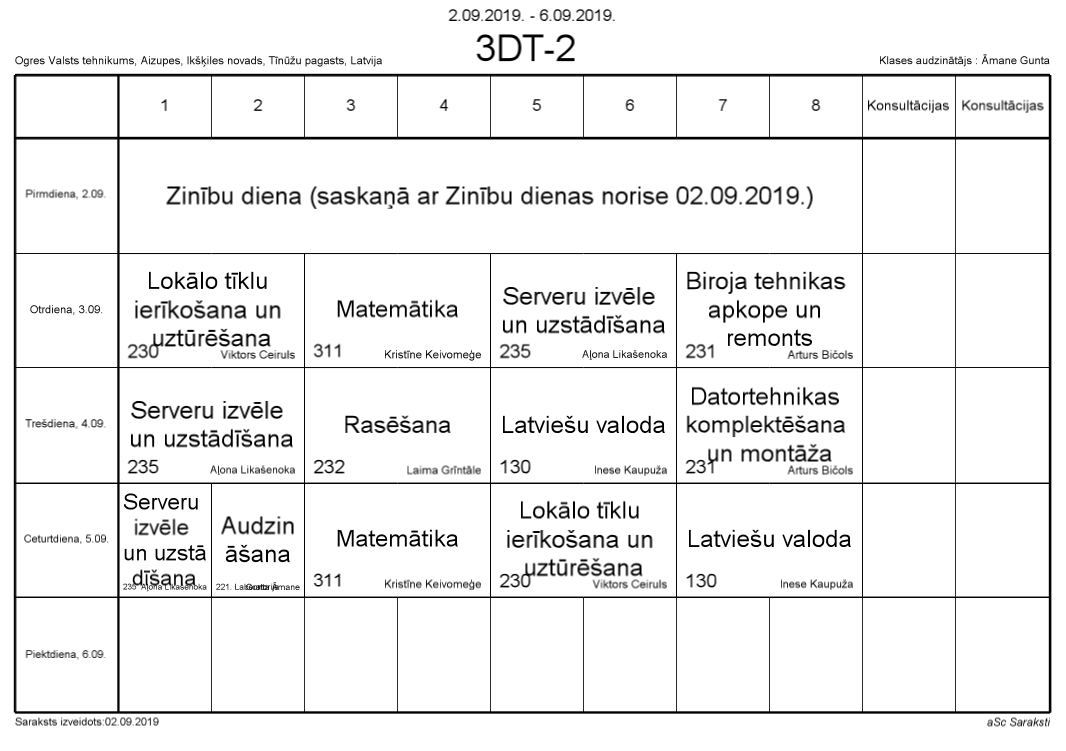 2.09.2019. - 6.09.2019.
3DT-2
Ogres Valsts tehnikums, Aizupes, Ikšķiles novads, Tīnūžu pagasts, Latvija
Klases audzinātājs : Āmane Gunta
1 2 3 4 5 6 7 8 Konsultācijas Konsultācijas
Pirmdiena, 2.09.
Zinību diena (saskaņā ar Zinību dienas norise 02.09.2019.)
Otrdiena, 3.09.
Lokālo tīklu
ierīkošana un
uztūrēšana
230 Viktors Ceiruls
Matemātika
311 Kristīne Keivomeģe
Serveru izvēle
un uzstādīšana
235 Aļona Likašenoka
Biroja tehnikas
apkope un
remonts
231 Arturs Bičols
Trešdiena, 4.09.
Serveru izvēle
un uzstādīšana
235 Aļona Likašenoka
Rasēšana
232 Laima Grīntāle
Latviešu valoda
130 Inese Kaupuža
Datortehnikas
komplektēšana
un montāža
231 Arturs Bičols
Ceturtdiena, 5.09.
Serveru
izvēle
un uzstā
dīšana
235 Aļona Likašenoka
Audzin
āšana
221. Āmane
Matemātika
311 Kristīne Keivomeģe
Lokālo tīklu
ierīkošana un
uztūrēšana
230 Viktors Ceiruls
Latviešu valoda
130 Inese Kaupuža
Piektdiena, 6.09.
Saraksts izveidots:02.09.2019
aSc Saraksti